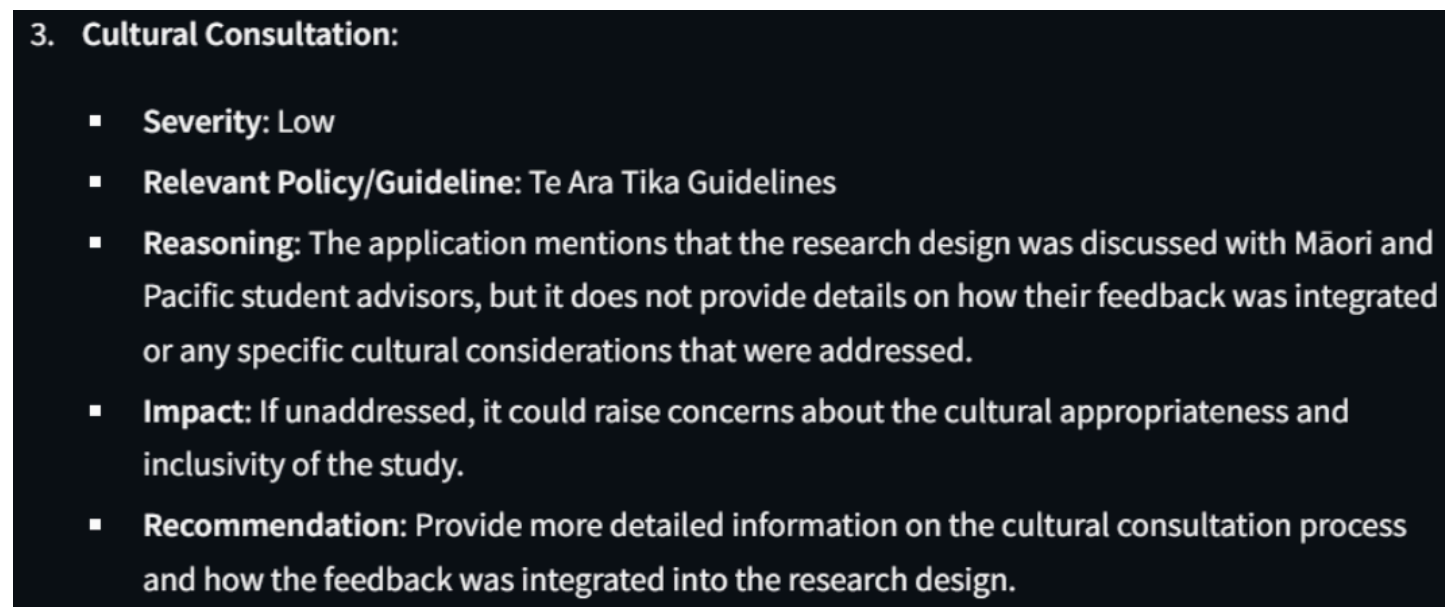 3. Cultural Consultation:
▪ Severity: Low
▪ Relevant Policy/Guideline: Te Ara Tika Guidelines
▪ Reasoning: The application mentions that the research design was discussed with Māori and
Pacific student advisors, but it does not provide details on how their feedback was integrated
or any specific cultural considerations that were addressed.
▪ Impact: If unaddressed, it could raise concerns about the cultural appropriateness and
inclusivity of the study.
▪ Recommendation: Provide more detailed information on the cultural consultation process
and how the feedback was integrated into the research design.